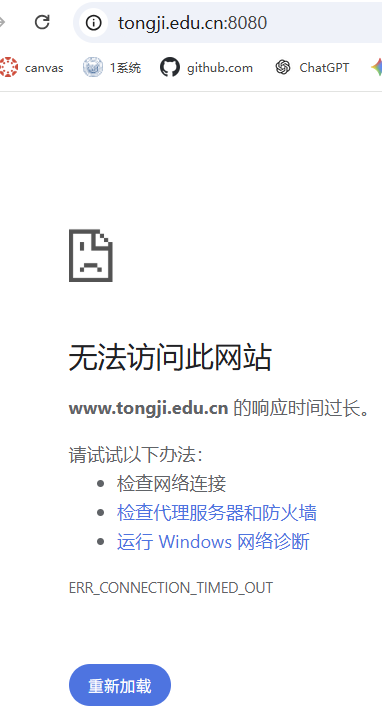 tongji.edu.cn:8080
canvas 1系统 github.com ChatGPT
无法访问此网站
www.tongji.edu.cn 的响应时间过长。
请试试以下办法：
• 检查网络连接
• 检查代理服务器和防火墙
• 运行 Windows 网络诊断
ERR_CONNECTION_TIMED_OUT
重新加载